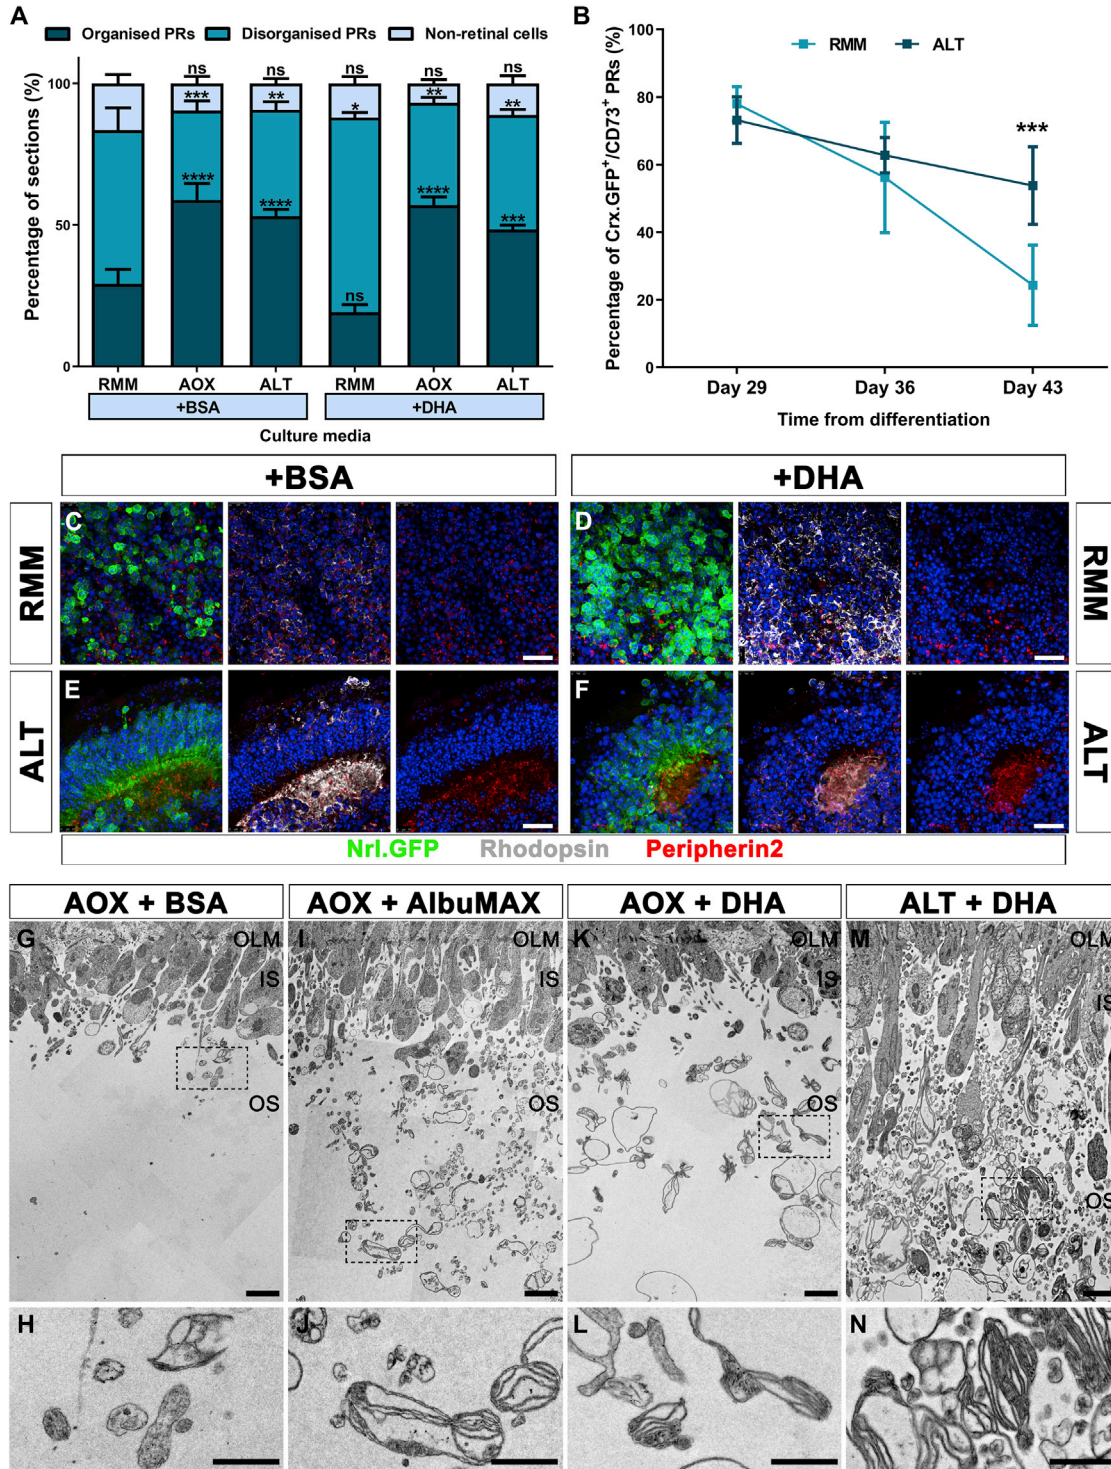 A
Organised PRs Disorganised PRs Non-retinal cells
Percentage of sections (%)
100
50
0
ns ns ns ns ns
*** ** * ** **
**** **** ns **** ***
RMM AOX ALT RMM AOX ALT
+BSA +DHA
Culture media
B
RMM ALT
Percentage of Crx.GFP+/CD73+ PRs (%)
100
80
60
40
20
0
***
Day 29 Day 36 Day 43
Time from differentiation
+BSA +DHA
RMM C D RMM
ALT E F ALT
Nrl.GFP Rhodopsin Peripherin2
AOX + BSA AOX + AlbuMAX AOX + DHA ALT + DHA
G OLM I OLM K OLM M OLM
IS IS IS IS
OS OS OS OS
H J L N